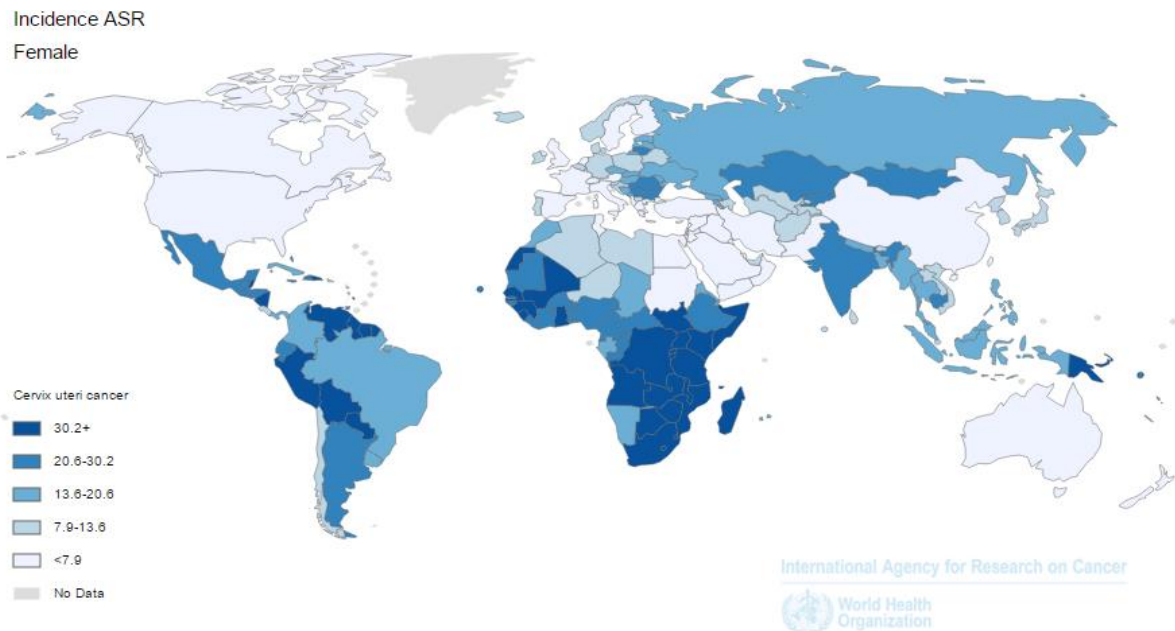 Incidence ASR
Female
Cervix uteri cancer
30.2+
20.6-30.2
13.6-20.6
7.9-13.6
<7.9
No Data
International Agency for Research on Cancer
World Health
Organization